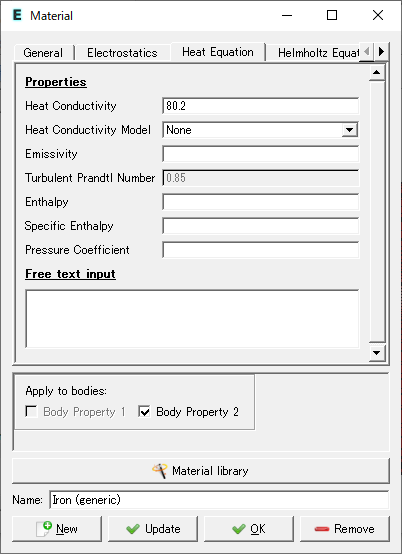 Material
General Electrostatics Heat Equation Helmholtz Equat
Properties
Heat Conductivity 80.2
Heat Conductivity Model None
Emissivity
Turbulent Prandtl Number 0.85
Enthalpy
Specific Enthalpy
Pressure Coefficient
Free text input
Apply to bodies:
Body Property 1 Body Property 2
Material library
Name: Iron (generic)
New Update OK Remove